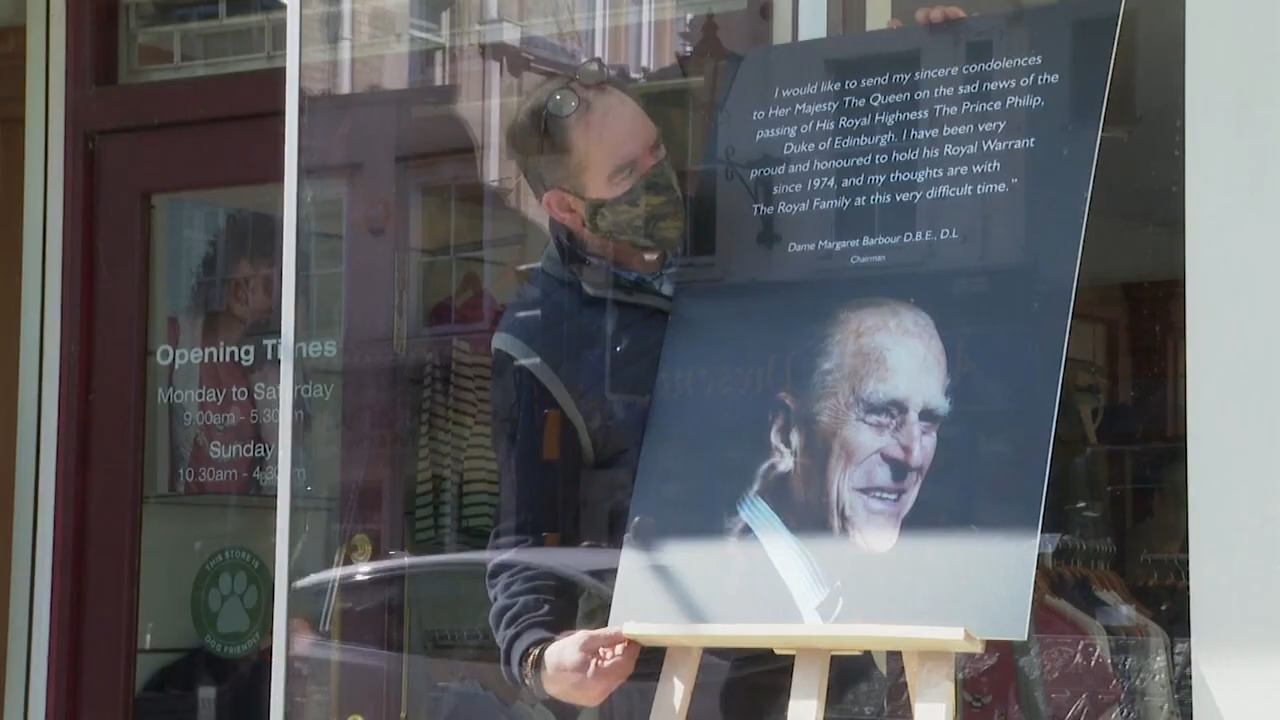 I would like to send my sincere condolences
to Her Majesty The Queen on the sad news of the
passing of His Royal Highness The Prince Philip,
Duke of Edinburgh. I have been very
proud and honoured to hold his Royal Warrant
since 1974, and my thoughts are with
The Royal Family at this very difficult time."
Dame Margaret Barbour D.B.E., D.L
Chairman
Opening Times
Monday to Saturday
9.00am - 5.30
Sunday
10.30am - 4.30 m
THIS STORE IS
DOG FRIENDLY